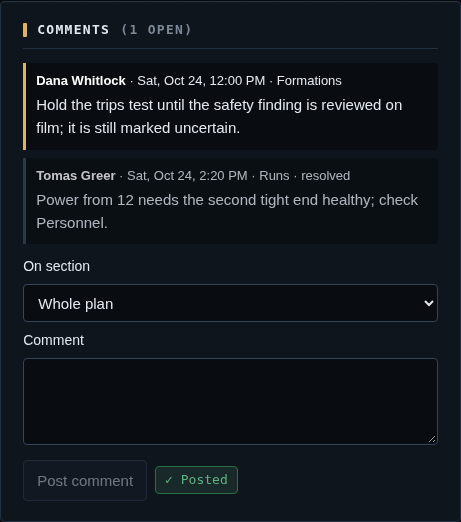 COMMENTS (1 OPEN)
Dana Whitlock · Sat, Oct 24, 12:00 PM · Formations
Hold the trips test until the safety finding is reviewed on
film; it is still marked uncertain.
Tomas Greer · Sat, Oct 24, 2:20 PM · Runs · resolved
Power from 12 needs the second tight end healthy; check
Personnel.
On section
Whole plan
Comment
Post comment
✓ Posted